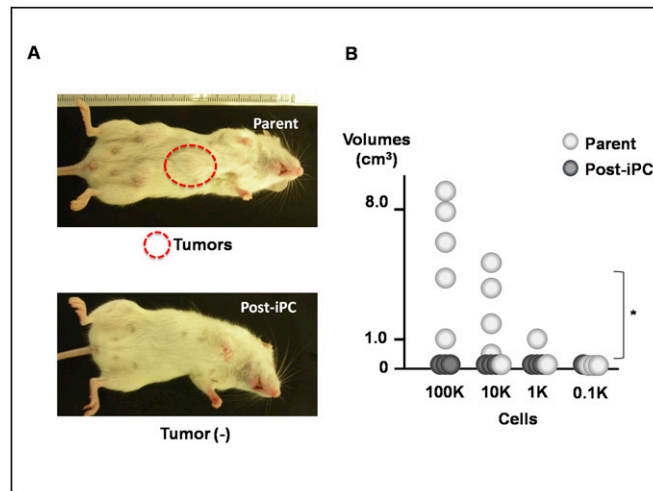 A
Parent
Tumors
Post-iPC
Tumor (-)
B
Volumes
(cm³)
Parent
Post-iPC
8.0
1.0
0
*
100K 10K 1K 0.1K
Cells